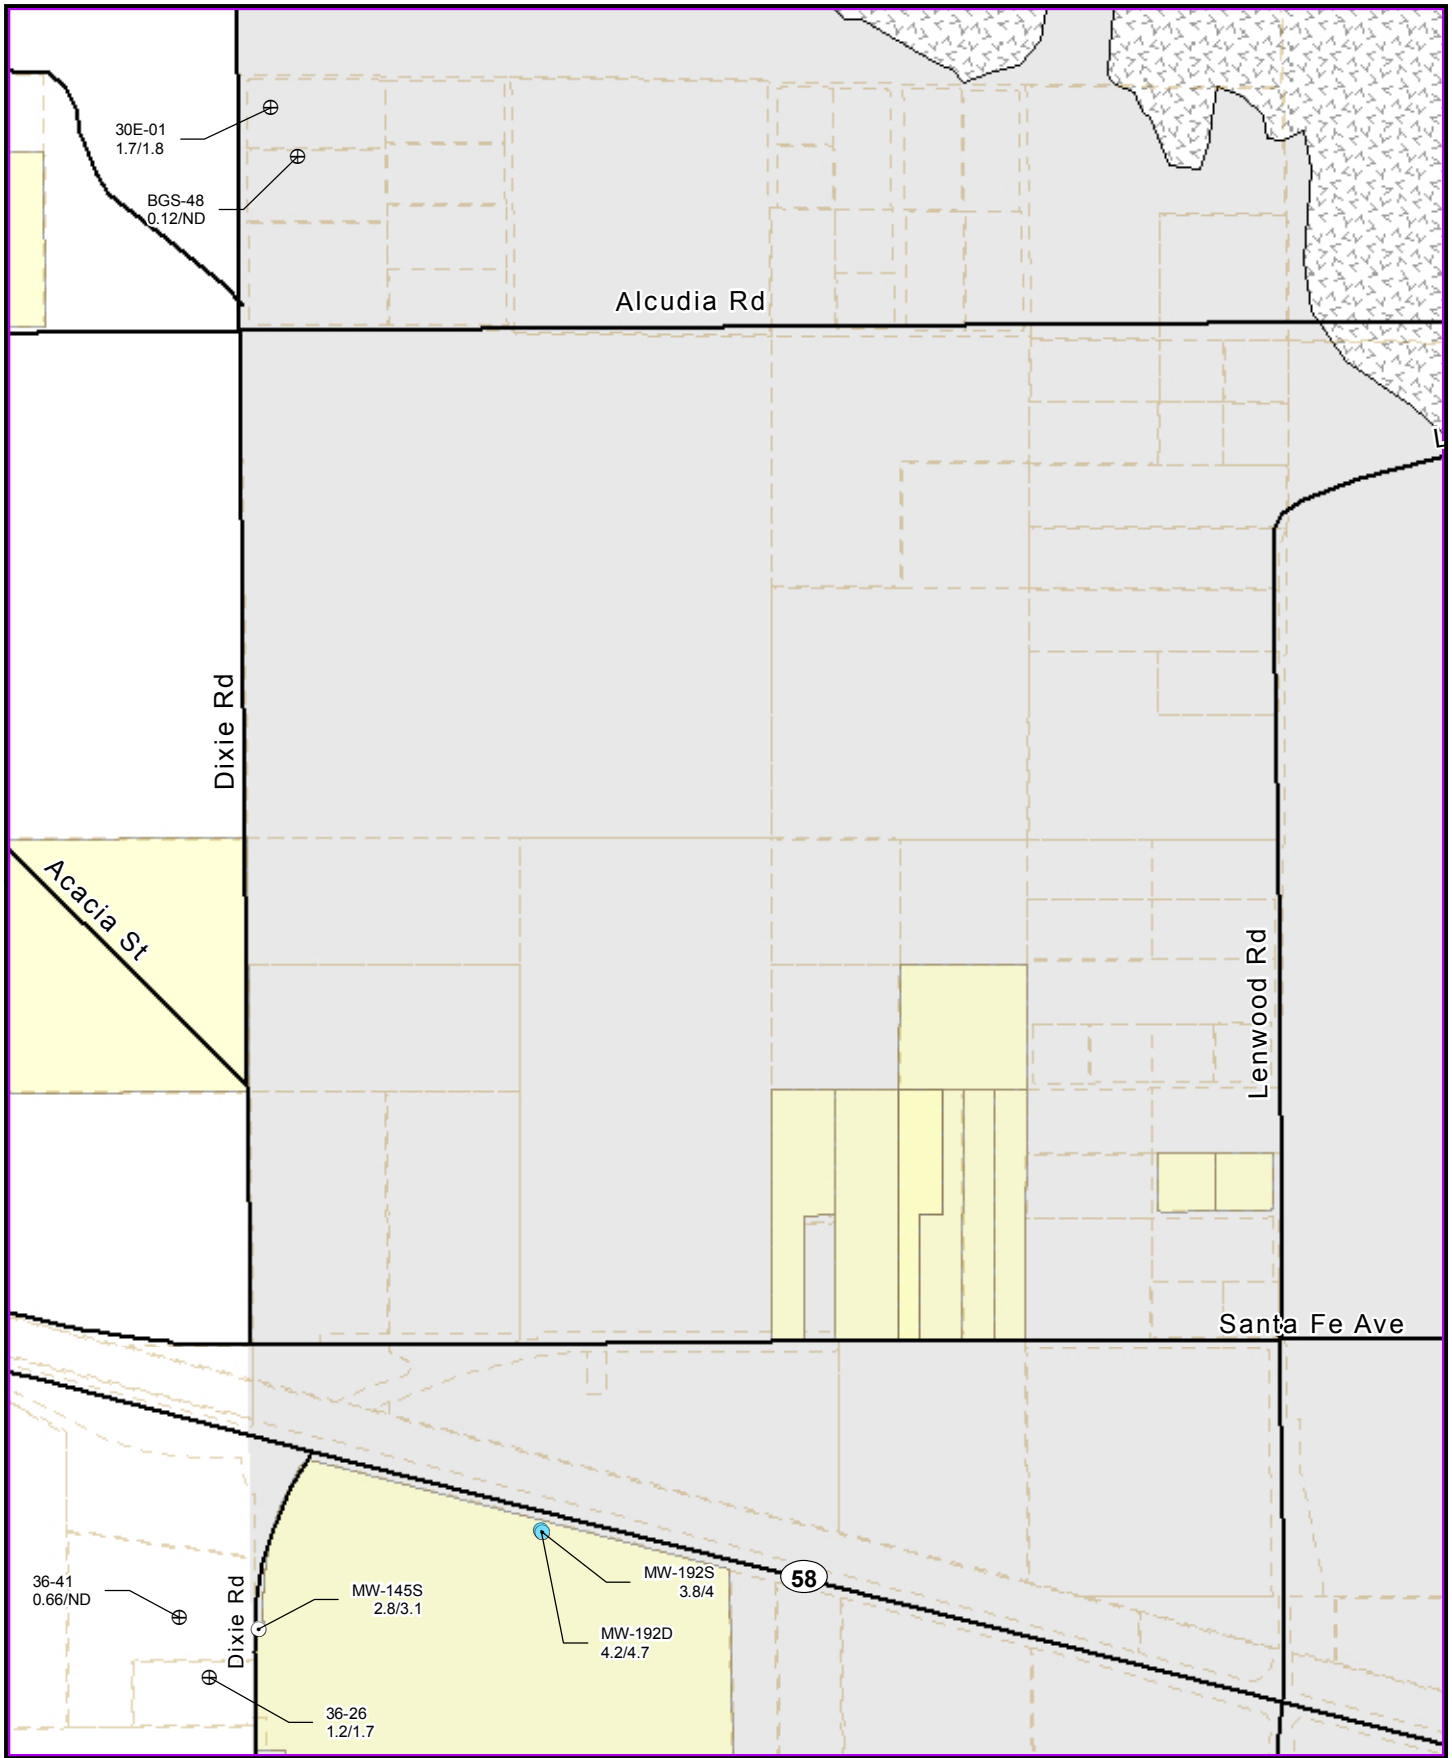 30E-01
1.7/1.8
BGS-48
0.12/ND
Alcudia Rd
L
Dixie Rd
Acacia St
Lenwood Rd
Santa Fe Ave
58
36-41
0.66/ND
Dixie Rd
MW-145S
2.8/3.1
MW-192S
3.8/4
MW-192D
4.2/4.7
36-26
1.2/1.7